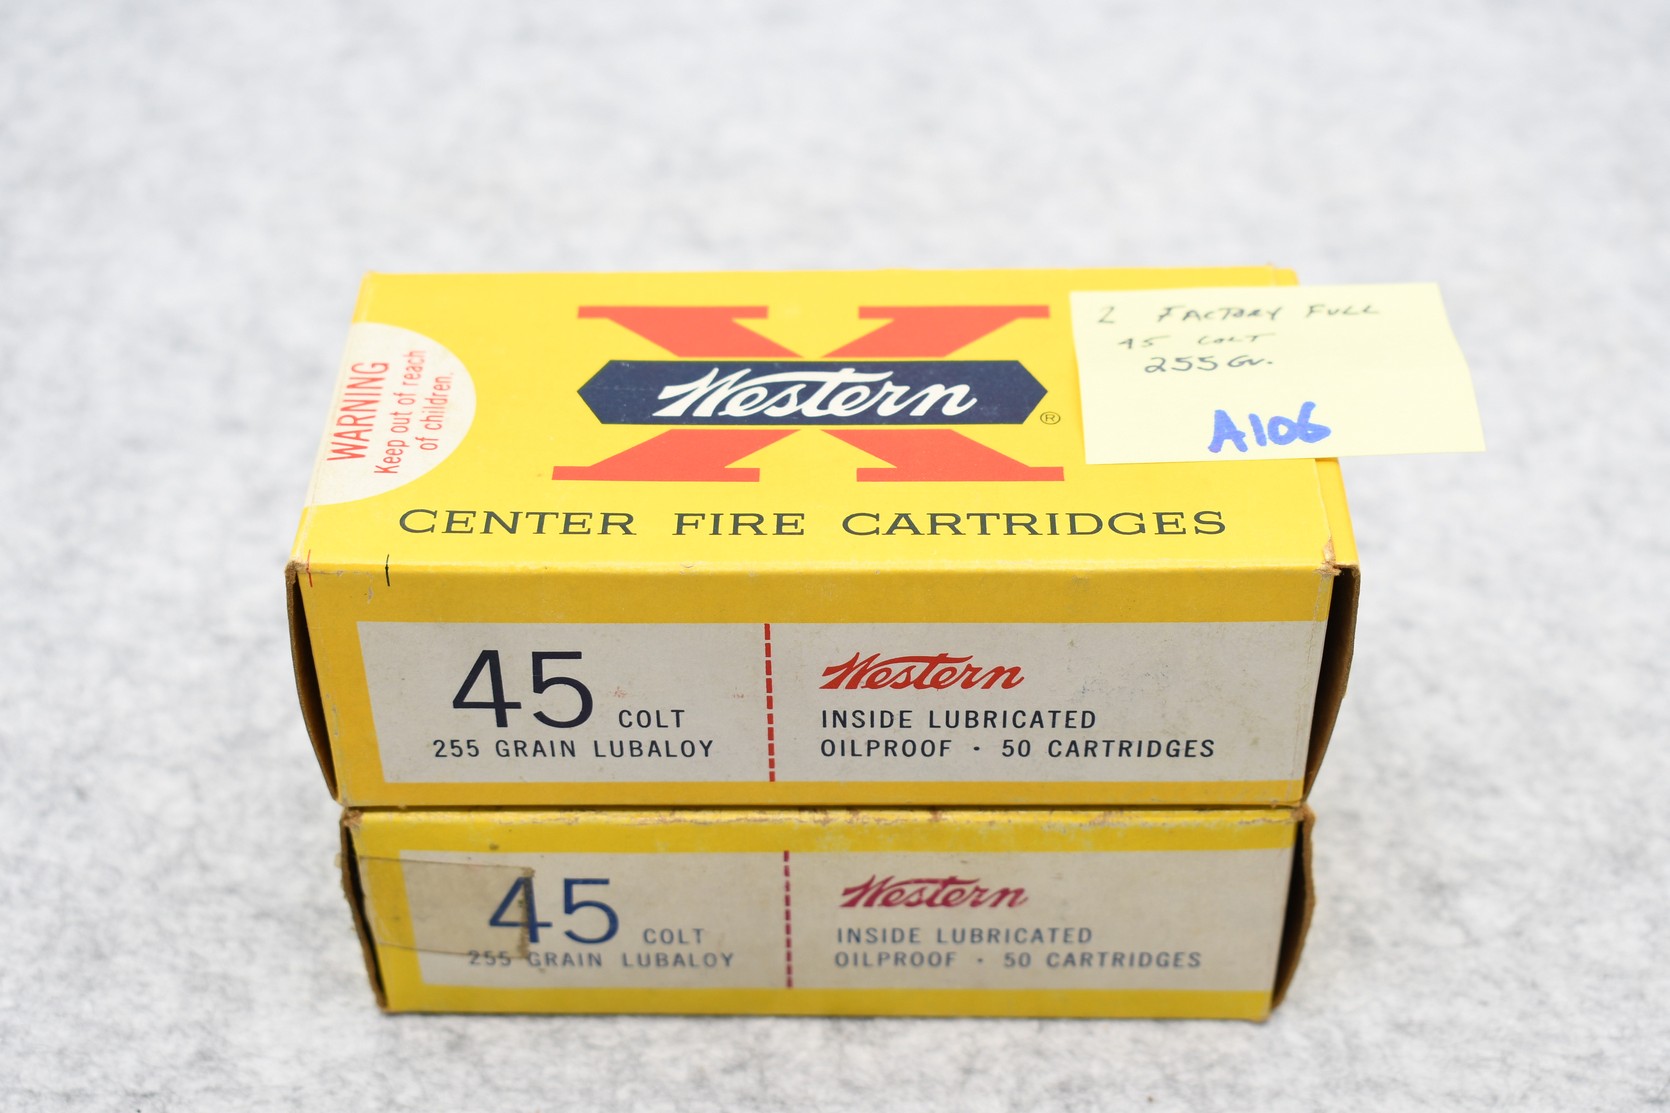 WARNING
Keep out of reach
of children.
Western
®
CENTER FIRE CARTRIDGES
2 FACTORY FULL
45 COLT
255 Gr.
A106
45 COLT
255 GRAIN LUBALOY
Western
INSIDE LUBRICATED
OILPROOF · 50 CARTRIDGES
45 COLT
255 GRAIN LUBALOY
Western
INSIDE LUBRICATED
OILPROOF · 50 CARTRIDGES